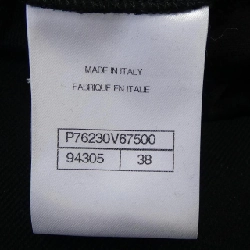 MADE IN ITALY
FABRIQUE EN ITALIE
P76230V67500
94305 38